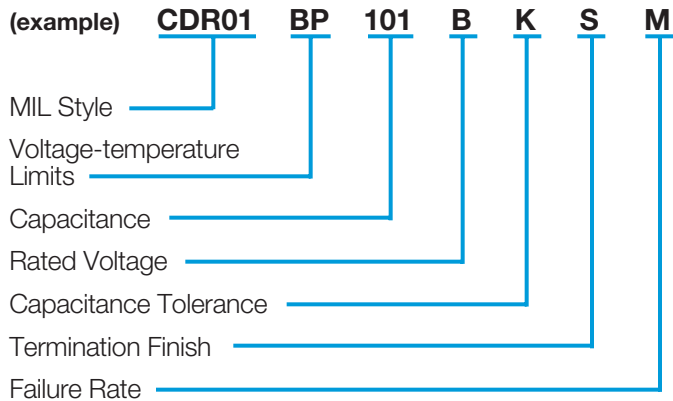 (example) CDR01 BP 101 B K S M
MIL Style
Voltage-temperature
Limits
Capacitance
Rated Voltage
Capacitance Tolerance
Termination Finish
Failure Rate